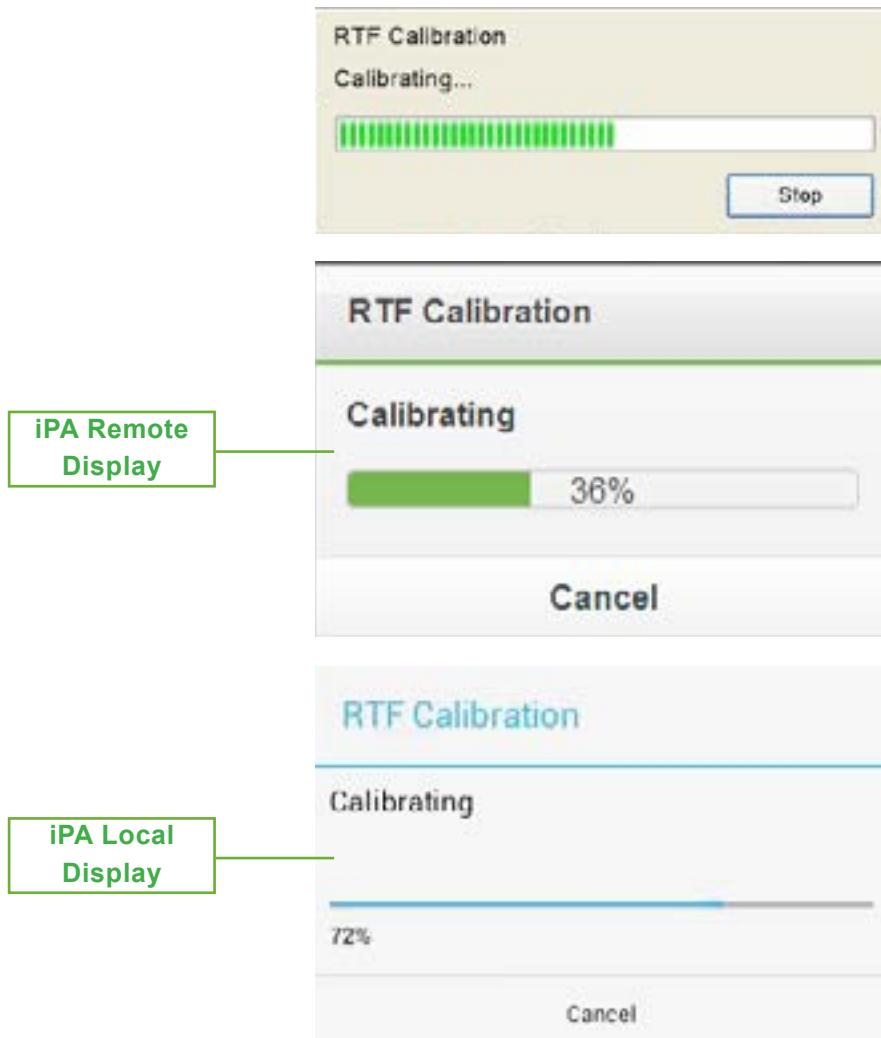 RTF Calibration
Calibrating...
Stop
RTF Calibration
iPA Remote
Display
Calibrating
36%
Cancel
RTF Calibration
iPA Local
Display
Calibrating
72%
Cancel